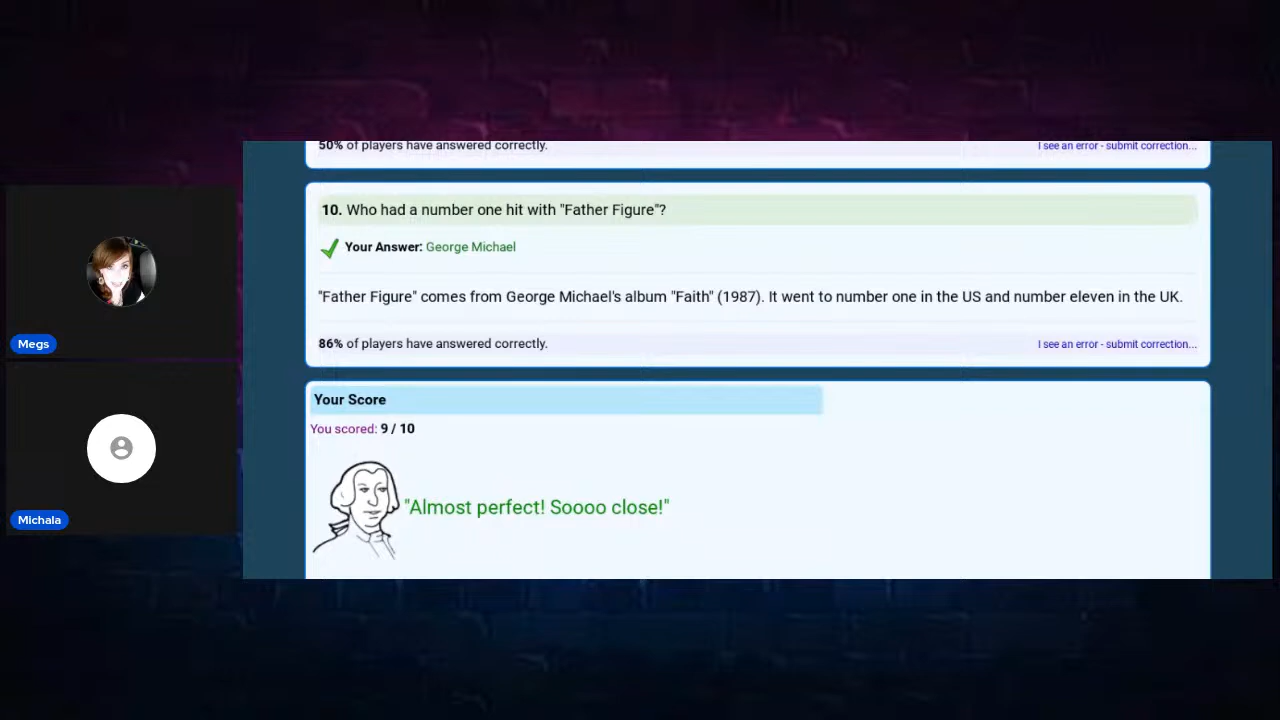 50% of players have answered correctly.
I see an error - submit correction...
10. Who had a number one hit with "Father Figure"?
Your Answer: George Michael
"Father Figure" comes from George Michael's album "Faith" (1987). It went to number one in the US and number eleven in the UK.
86% of players have answered correctly.
I see an error - submit correction...
Your Score
You scored: 9 / 10
"Almost perfect! Soooo close!"
Megs
Michala